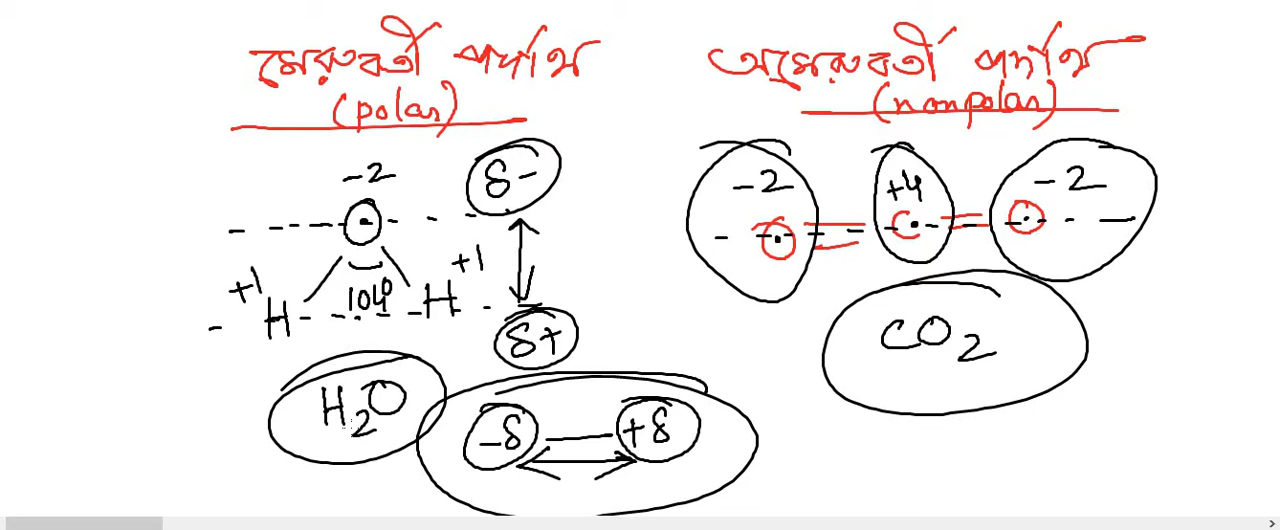 মেরুবর্তী পদার্থ
(polar)
-2
δ-
+1
+1
H
104°
H
δ+
H2O
-δ
+δ
অমেরুবর্তী পদার্থ
(nonpolar)
-2
+4
-2
O = C = O
CO2